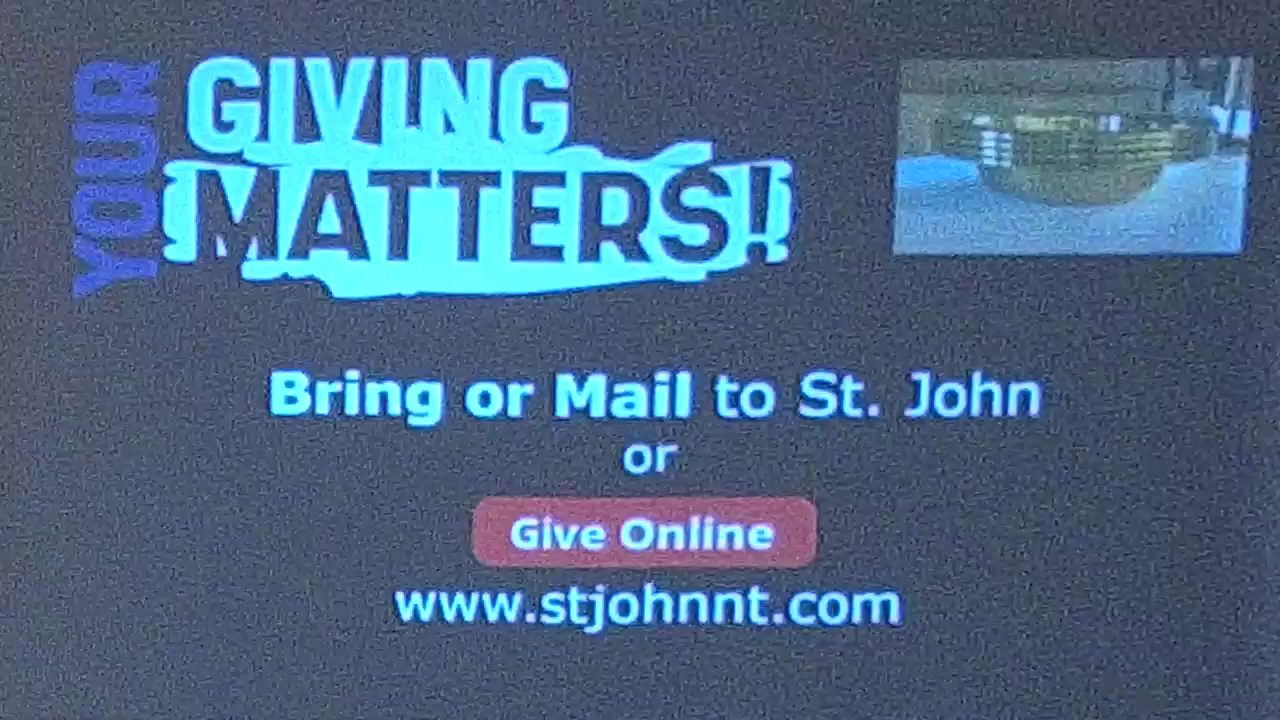 YOUR
GIVING
MATTERS!
Bring or Mail to St. John
or
Give Online
www.stjohnnt.com